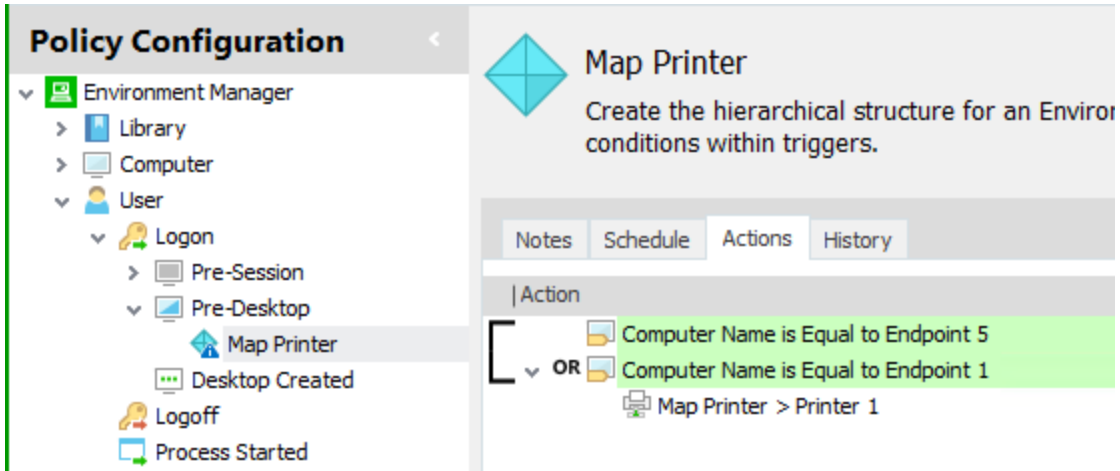 Policy Configuration
Environment Manager
Library
Computer
User
Logon
Pre-Session
Pre-Desktop
Map Printer
Desktop Created
Logoff
Process Started
Map Printer
Create the hierarchical structure for an Enviro
conditions within triggers.
Notes Schedule Actions History
Action
Computer Name is Equal to Endpoint 5
OR Computer Name is Equal to Endpoint 1
Map Printer > Printer 1